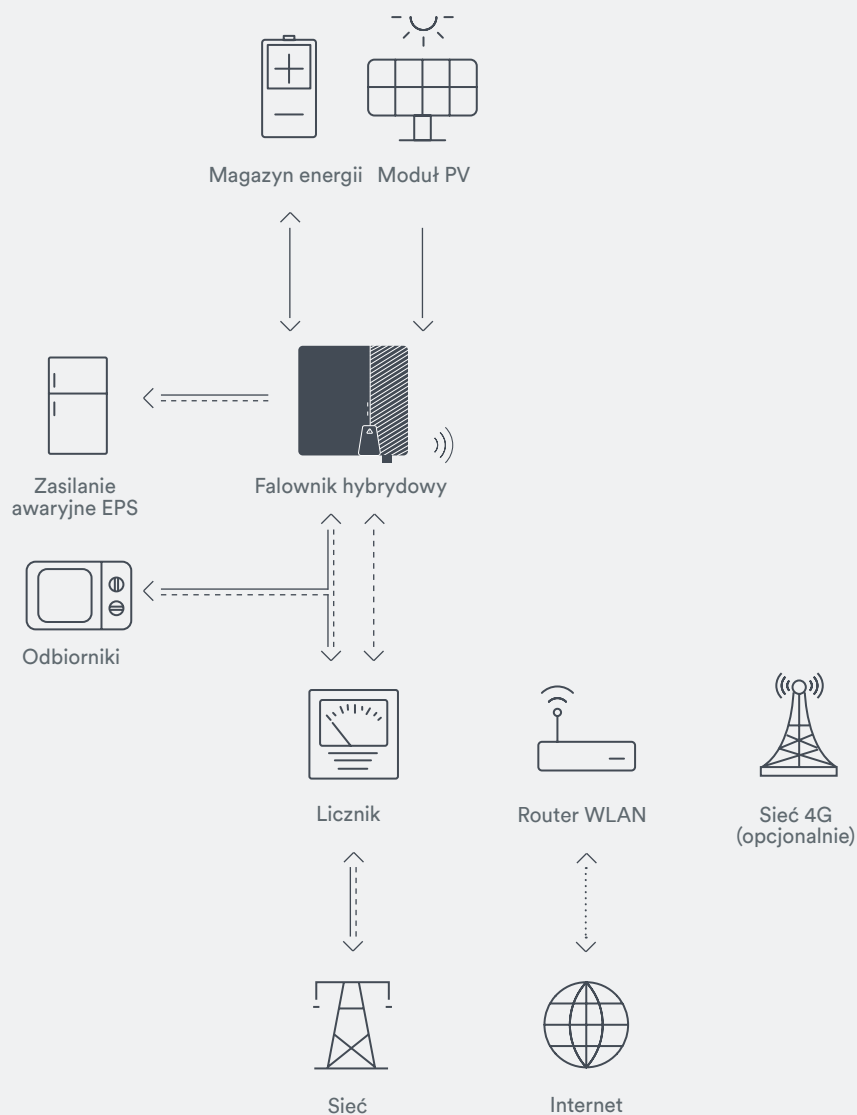 Magazyn energii
Moduł PV
Zasilanie
awaryjne EPS
Falownik hybrydowy
Odbiorniki
Licznik
Router WLAN
Sieć 4G
(opcjonalnie)
Sieć
Internet